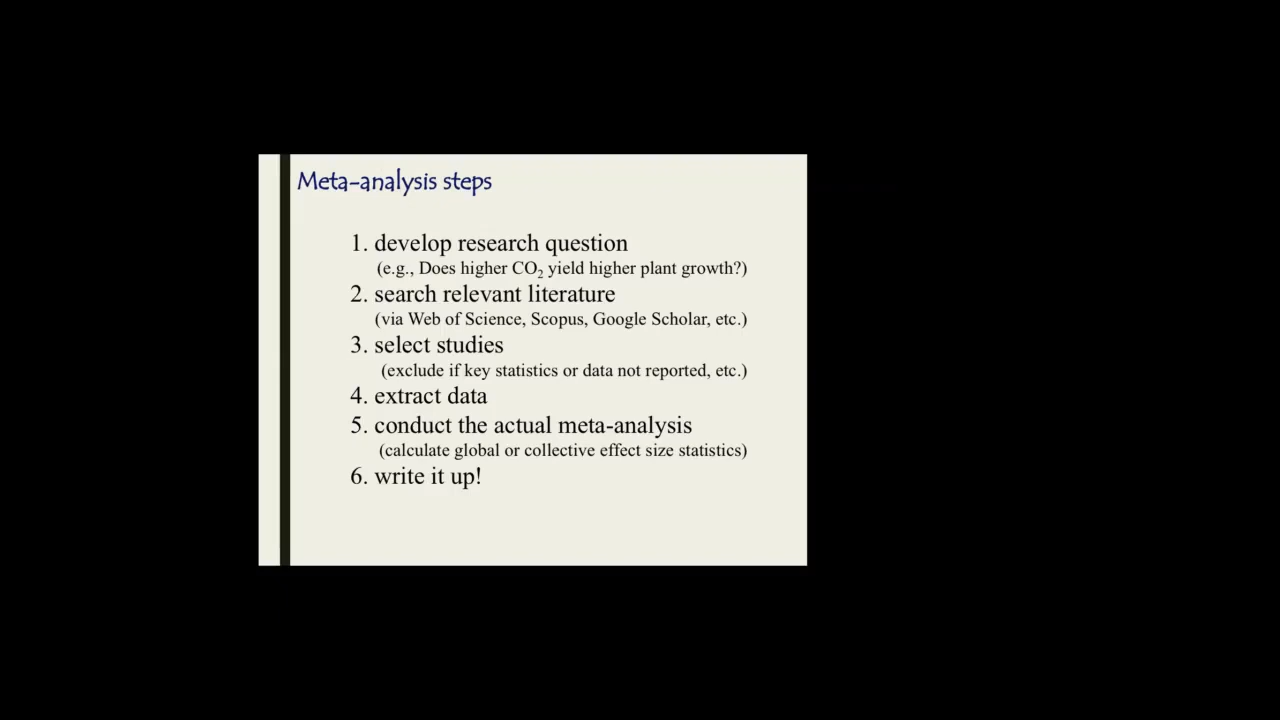 Meta-analysis steps
1. develop research question
(e.g., Does higher CO₂ yield higher plant growth?)
2. search relevant literature
(via Web of Science, Scopus, Google Scholar, etc.)
3. select studies
(exclude if key statistics or data not reported, etc.)
4. extract data
5. conduct the actual meta-analysis
(calculate global or collective effect size statistics)
6. write it up!